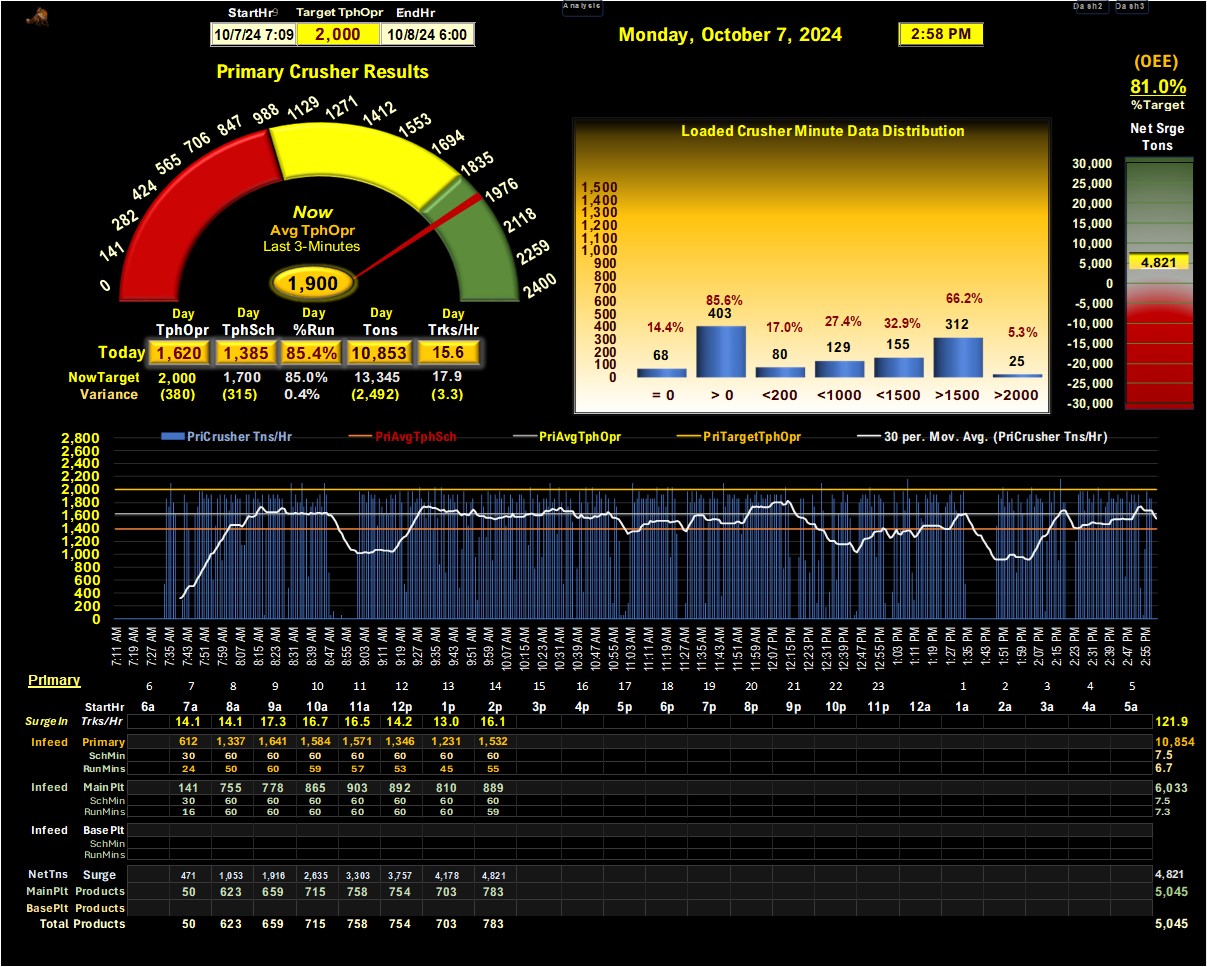 Analysis
Dash2 Dash3
StartHr Target TphOpr EndHr
10/7/24 7:09 2,000 10/8/24 6:00
Monday, October 7, 2024
2:58 PM
Primary Crusher Results
(OEE)
81.0%
%Target
Net Srge
Tons
0 141 282 424 565 706 847 988 1129 1271 1412 1553 1694 1835 1976 2118 2259 2400
Now
Avg TphOpr
Last 3-Minutes
1,900
Day Day Day Day Day
TphOpr TphSch %Run Tons Trks/Hr
Today 1,620 1,385 85.4% 10,853 15.6
NowTarget 2,000 1,700 85.0% 13,345 17.9
Variance (380) (315) 0.4% (2,492) (3.3)
Loaded Crusher Minute Data Distribution
1,500
1,400
1,300
1,200
1,100
1,000
900
800
700
600
500
400
300
200
100
0
14.4% 85.6% 17.0% 27.4% 32.9% 66.2% 5.3%
68 403 80 129 155 312 25
= 0 > 0 <200 <1000 <1500 >1500 >2000
30,000
25,000
20,000
15,000
10,000
5,000
0
-5,000
-10,000
-15,000
-20,000
-25,000
-30,000
4,821
PriCrusher Tns/Hr PriAvgTphSch PriAvgTphOpr PriTargetTphOpr 30 per. Mov. Avg. (PriCrusher Tns/Hr)
2,800
2,600
2,400
2,200
2,000
1,800
1,600
1,400
1,200
1,000
800
600
400
200
0
7:11 AM 7:19 AM 7:27 AM 7:35 AM 7:43 AM 7:51 AM 7:59 AM 8:07 AM 8:15 AM 8:23 AM 8:31 AM 8:39 AM 8:47 AM 8:55 AM 9:03 AM 9:11 AM 9:19 AM 9:27 AM 9:35 AM 9:43 AM 9:51 AM 9:59 AM 10:07 AM 10:15 AM 10:23 AM 10:31 AM 10:39 AM 10:47 AM 10:55 AM 11:03 AM 11:11 AM 11:19 AM 11:27 AM 11:35 AM 11:43 AM 11:51 AM 11:59 AM 12:07 PM 12:15 PM 12:23 PM 12:31 PM 12:39 PM 12:47 PM 12:55 PM 1:03 PM 1:11 PM 1:19 PM 1:27 PM 1:35 PM 1:43 PM 1:51 PM 1:59 PM 2:07 PM 2:15 PM 2:23 PM 2:31 PM 2:39 PM 2:47 PM 2:55 PM
Primary
6 7 8 9 10 11 12 13 14 15 16 17 18 19 20 21 22 23 1 2 3 4 5
StartHr 6a 7a 8a 9a 10a 11a 12p 1p 2p 3p 4p 5p 6p 7p 8p 9p 10p 11p 12a 1a 2a 3a 4a 5a
SurgeIn Trks/Hr 14.1 14.1 17.3 16.7 16.5 14.2 13.0 16.1 121.9
Infeed Primary 612 1,337 1,641 1,584 1,571 1,346 1,231 1,532 10,854
SchMin 30 60 60 60 60 60 60 60 7.5
RunMins 24 50 60 59 57 53 45 55 6.7
Infeed MainPlt 141 755 778 865 903 892 810 889 6,033
SchMin 30 60 60 60 60 60 60 60 7.5
RunMins 16 60 60 60 60 60 60 59 7.3
Infeed BasePlt
SchMin
RunMins
NetTns Surge 471 1,053 1,916 2,635 3,303 3,757 4,178 4,821 4,821
MainPlt Products 50 623 659 715 758 754 703 783 5,045
BasePlt Products
Total Products 50 623 659 715 758 754 703 783 5,045